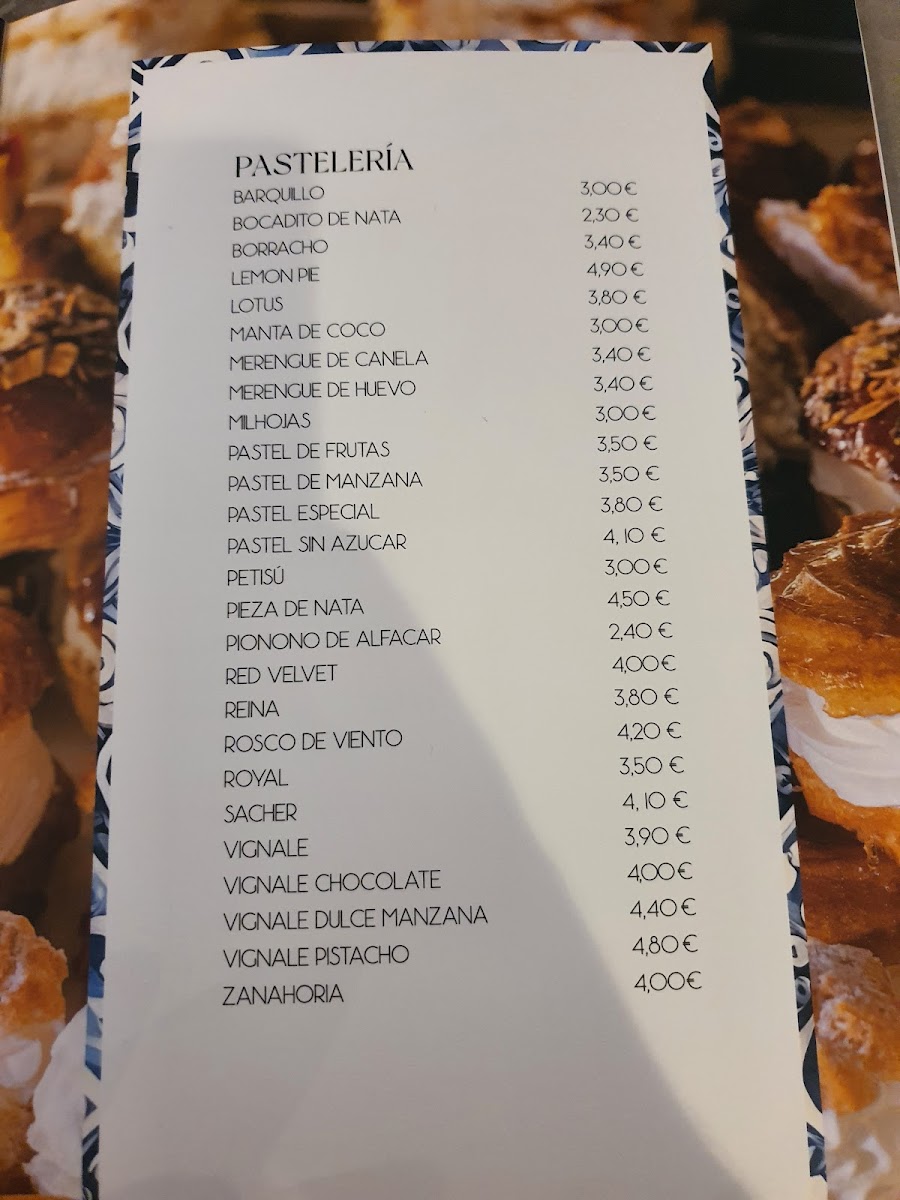 PASTELERÍA
BARQUILLO 3,00€
BOCADITO DE NATA 2,30 €
BORRACHO 3,40 €
LEMON PIE 4,90 €
LOTUS 3,80 €
MANTA DE COCO 3,00€
MERENGUE DE CANELA 3,40 €
MERENGUE DE HUEVO 3,40 €
MILHOJAS 3,00€
PASTEL DE FRUTAS 3,50 €
PASTEL DE MANZANA 3,50 €
PASTEL ESPECIAL 3,80 €
PASTEL SIN AZUCAR 4,10 €
PETISÚ 3,00€
PIEZA DE NATA 4,50 €
PIONONO DE ALFACAR 2,40 €
RED VELVET 4,00€
REINA 3,80 €
ROSCO DE VIENTO 4,20 €
ROYAL 3,50 €
SACHER 4,10 €
VIGNALE 3,90 €
VIGNALE CHOCOLATE 4,00€
VIGNALE DULCE MANZANA 4,40€
VIGNALE PISTACHO 4,80€
ZANAHORIA 4,00€